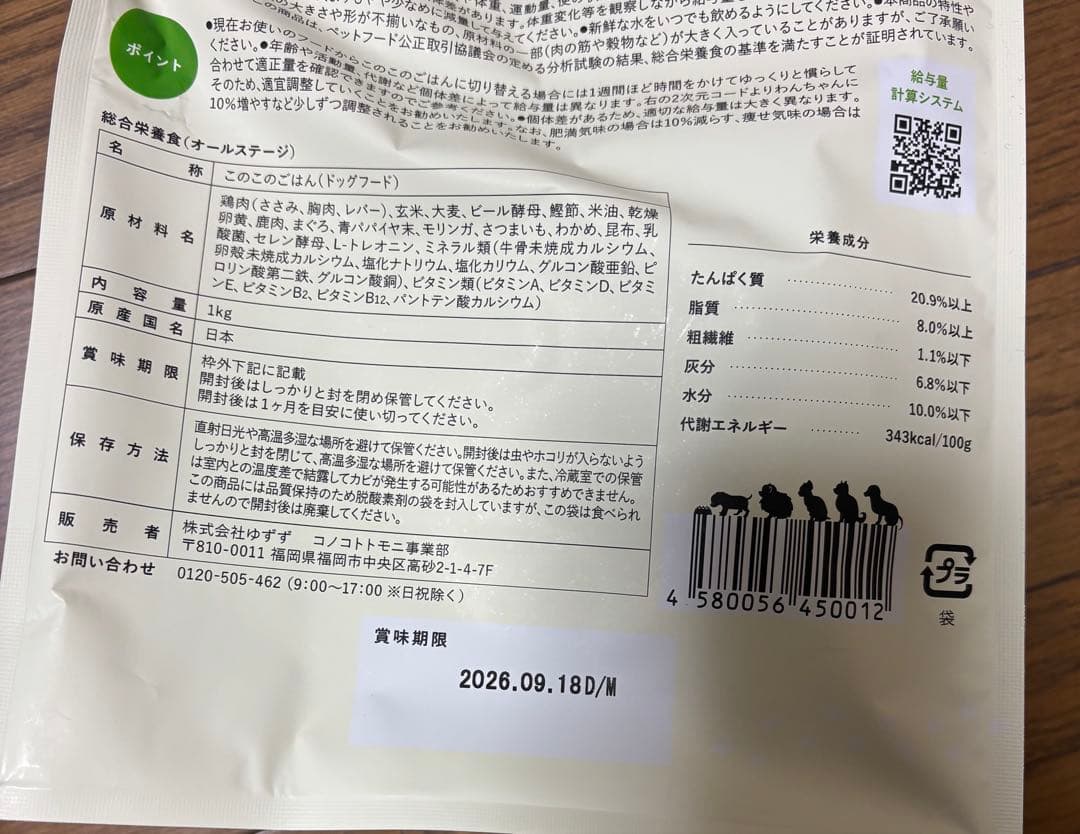 ポイント
●現在お使いのフードからこのこのごはんに切り替える場合には1週間ほど時間をかけてゆっくりと慣らして
ください。●年齢や活動量、代謝など個体差によって給与量は異なります。右の2次元コードよりわんちゃんに
合わせて適正量を確認できますのでご参考ください。●個体差があるため、適切な給与量は大きく異なります。
そのため、適宜調整していくことをお勧めいたします。なお、肥満気味の場合は10%減らす、痩せ気味の場合は
10%増やすなど少しずつ調整されることをお勧めいたします。
給与量
計算システム
総合栄養食(オールステージ)
名称 このこのごはん(ドッグフード)
原材料名 鶏肉(ささみ、胸肉、レバー)、玄米、大麦、ビール酵母、鰹節、米油、乾燥
卵黄、鹿肉、まぐろ、青パパイヤ末、モリンガ、さつまいも、わかめ、昆布、乳
酸菌、セレン酵母、L-トレオニン、ミネラル類(牛骨未焼成カルシウム、
卵殻未焼成カルシウム、塩化ナトリウム、塩化カリウム、グルコン酸亜鉛、ピ
ロリン酸第二鉄、グルコン酸銅)、ビタミン類(ビタミンA、ビタミンD、ビタミ
ンE、ビタミンB2、ビタミンB12、パントテン酸カルシウム)
内容量 1kg
原産国名 日本
賞味期限 枠外下記に記載
開封後はしっかりと封を閉め保管してください。
開封後は1ヶ月を目安に使い切ってください。
保存方法 直射日光や高温多湿な場所を避けて保管ください。開封後は虫やホコリが入らないよう
しっかりと封を閉じて、高温多湿な場所を避けて保管ください。また、冷蔵室での保管
は室内との温度差で結露してカビが発生する可能性があるためおすすめできません。
この商品には品質保持のため脱酸素剤の袋を封入していますが、この袋は食べられ
ませんので開封後は廃棄してください。
販売者 株式会社ゆずず コノコトトモニ事業部
〒810-0011 福岡県福岡市中央区高砂2-1-4-7F
お問い合わせ 0120-505-462 (9:00~17:00 ※日祝除く)
栄養成分
たんぱく質 ………… 20.9%以上
脂質 ………… 8.0%以上
粗繊維 ………… 1.1%以下
灰分 ………… 6.8%以下
水分 ………… 10.0%以下
代謝エネルギー ……… 343kcal/100g
4 580056 450012
プラ
袋
賞味期限
2026.09.18D/M